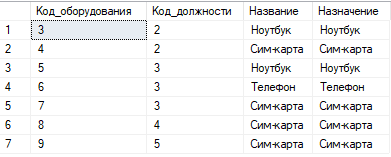 Код_оборудования Код_должности Название Назначение
1 3 2 Ноутбук Ноутбук
2 4 2 Сим-карта Сим-карта
3 5 3 Ноутбук Ноутбук
4 6 3 Телефон Телефон
5 7 3 Сим-карта Сим-карта
6 8 4 Сим-карта Сим-карта
7 9 5 Сим-карта Сим-карта